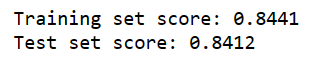 Training set score: 0.8441
Test set score: 0.8412